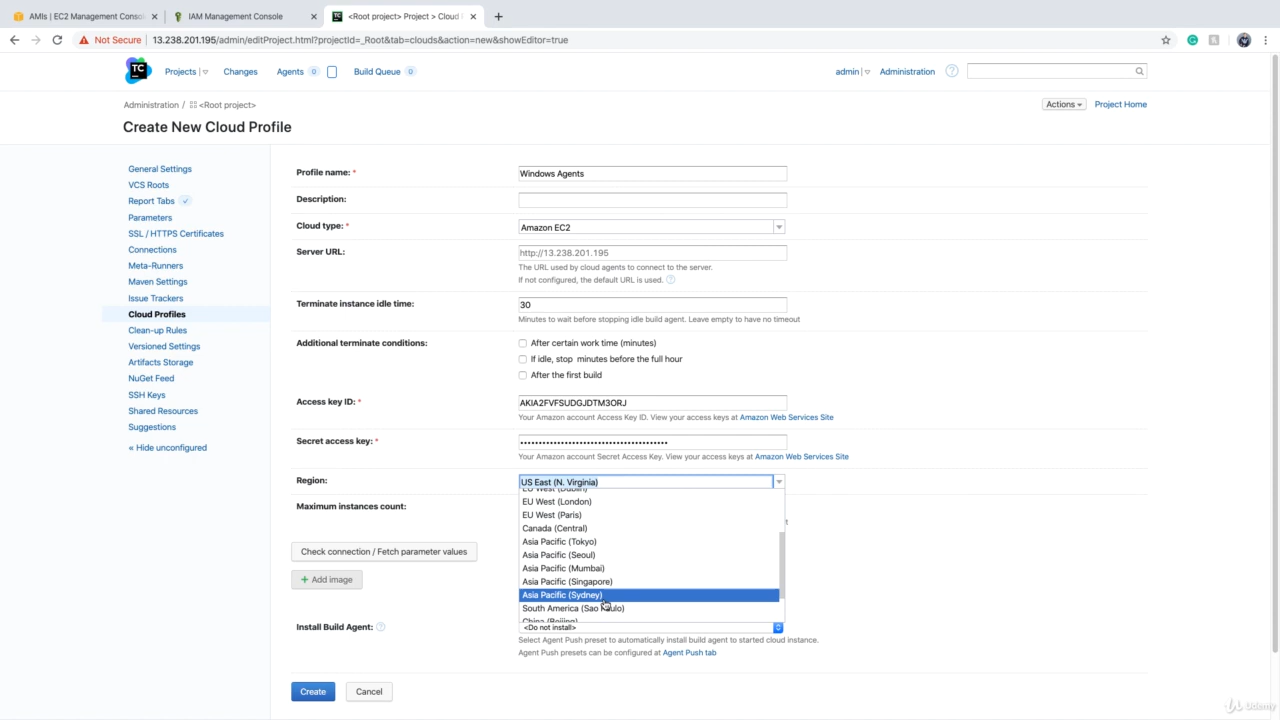 AMIs | EC2 Management Consol
IAM Management Console
<Root project> Project > Cloud
Not Secure
13.238.201.195/admin/editProject.html?projectId=_Root&tab=clouds&action=new&showEditor=true
TC
Projects
Changes
Agents 0
Build Queue 0
admin
Administration
?
Administration / <Root project>
Actions
Project Home
Create New Cloud Profile
General Settings
VCS Roots
Report Tabs
Parameters
SSL / HTTPS Certificates
Connections
Meta-Runners
Maven Settings
Issue Trackers
Cloud Profiles
Clean-up Rules
Versioned Settings
Artifacts Storage
NuGet Feed
SSH Keys
Shared Resources
Suggestions
« Hide unconfigured
Profile name: *
Windows Agents
Description:
Cloud type: *
Amazon EC2
Server URL:
http://13.238.201.195
The URL used by cloud agents to connect to the server.
If not configured, the default URL is used. ?
Terminate instance idle time:
30
Minutes to wait before stopping idle build agent. Leave empty to have no timeout
Additional terminate conditions:
After certain work time (minutes)
If idle, stop minutes before the full hour
After the first build
Access key ID: *
AKIA2FVFSUDGJDTM3ORJ
Your Amazon account Access Key ID. View your access keys at Amazon Web Services Site
Secret access key: *
••••••••••••••••••••••••••••••••••••••••
Your Amazon account Secret Access Key. View your access keys at Amazon Web Services Site
Region:
US East (N. Virginia)
EU West (Dublin)
EU West (London)
EU West (Paris)
Canada (Central)
Asia Pacific (Tokyo)
Asia Pacific (Seoul)
Asia Pacific (Mumbai)
Asia Pacific (Singapore)
Asia Pacific (Sydney)
South America (Sao Paulo)
China (Beijing)
Maximum instances count:
Check connection / Fetch parameter values
+ Add image
Install Build Agent: ?
<Do not install>
Select Agent Push preset to automatically install build agent to started cloud instance.
Agent Push presets can be configured at Agent Push tab
Create
Cancel
Udemy